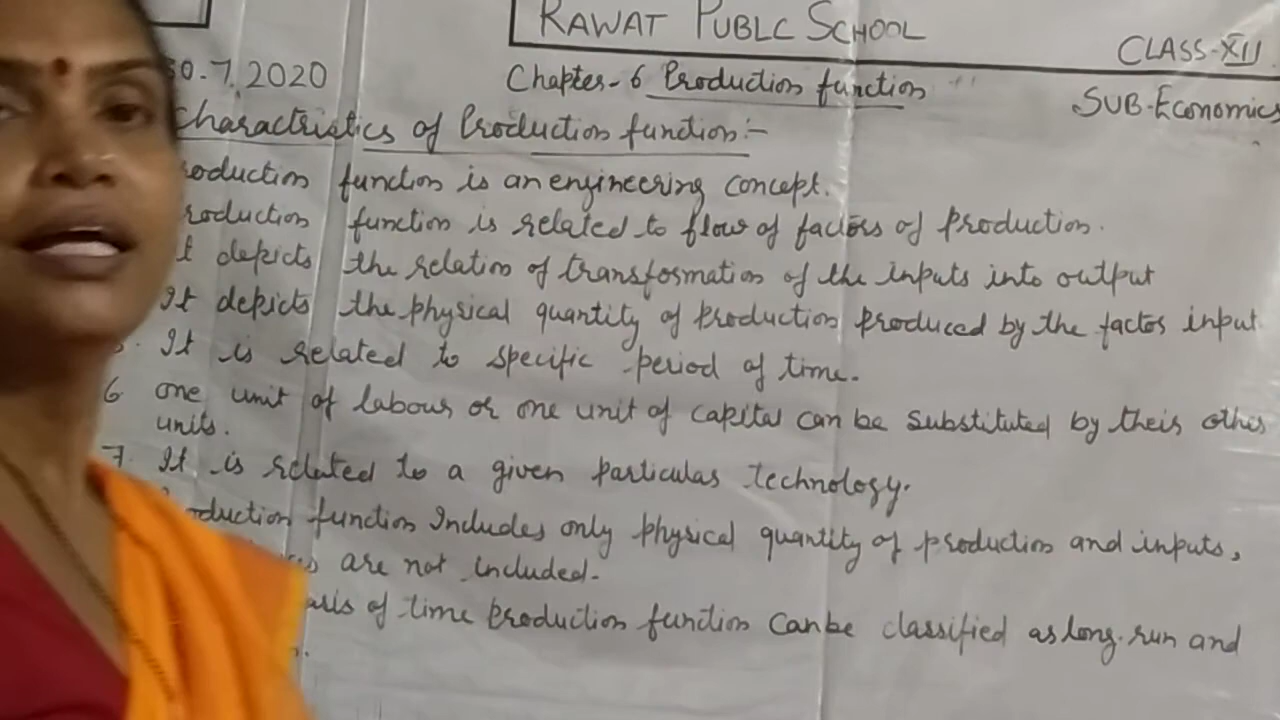 RAWAT PUBLC SCHOOL
CLASS-XII
30.7.2020
Chapter-6 Production function
SUB-Economics
Charactristics of Production function:-
roduction function is an engineering concept.
roduction function is related to flow of factors of production.
It depicts the relation of transformation of the inputs into output
It depicts the physical quantity of production produced by the factor input
5. It is related to specific period of time.
6 one unit of labour or one unit of capital can be substituted by their other
units.
7. It is related to a given particular technology.
duction function Includes only physical quantity of production and inputs,
are not included.
of time production function can be classified as long-run and